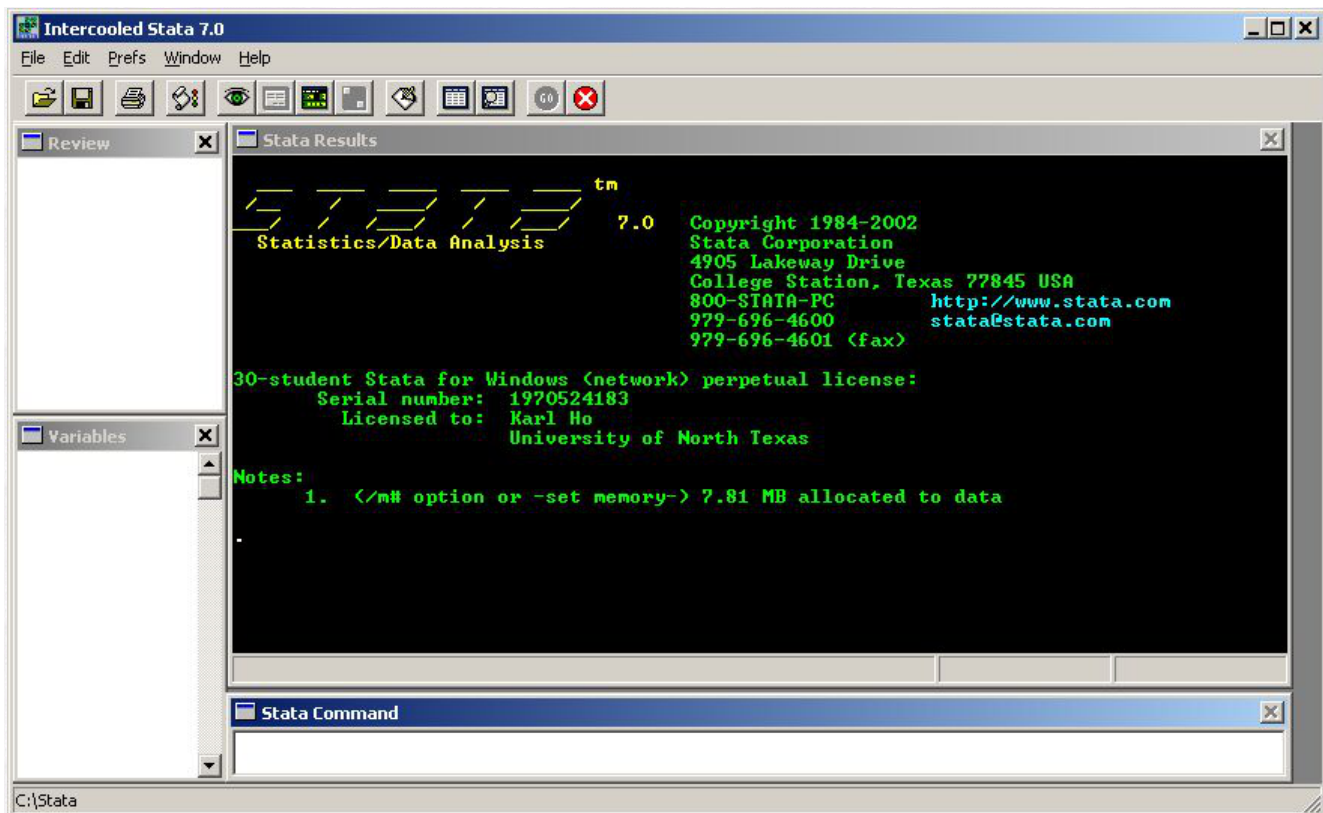 Intercooled Stata 7.0
File Edit Prefs Window Help
GO
Review
Stata Results
tm
STATA 7.0 Copyright 1984-2002
Statistics/Data Analysis Stata Corporation
4905 Lakeway Drive
College Station, Texas 77845 USA
800-STATA-PC http://www.stata.com
979-696-4600 stata@stata.com
979-696-4601 (fax)
30-student Stata for Windows (network) perpetual license:
Serial number: 1970524183
Licensed to: Karl Ho
University of North Texas
Variables
Notes:
1. (/m# option or -set memory-) 7.81 MB allocated to data
.
Stata Command
C:\Stata